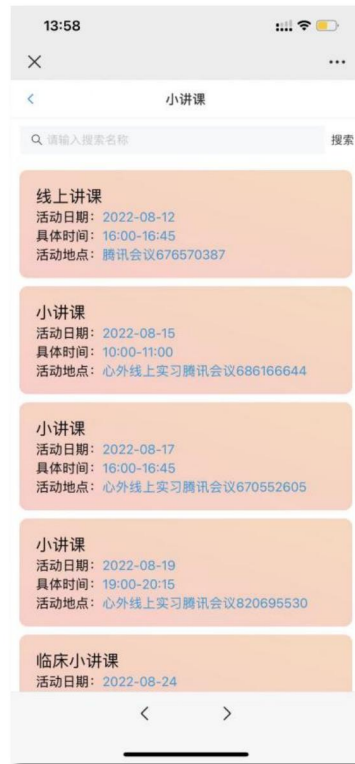 13:58
小讲课
请输入搜索名称
搜索
线上讲课
活动日期：2022-08-12
具体时间：16:00-16:45
活动地点：腾讯会议676570387
小讲课
活动日期：2022-08-15
具体时间：10:00-11:00
活动地点：心外线上实习腾讯会议686166644
小讲课
活动日期：2022-08-17
具体时间：16:00-16:45
活动地点：心外线上实习腾讯会议670552605
小讲课
活动日期：2022-08-19
具体时间：19:00-20:15
活动地点：心外线上实习腾讯会议820695530
临床小讲课
活动日期：2022-08-24